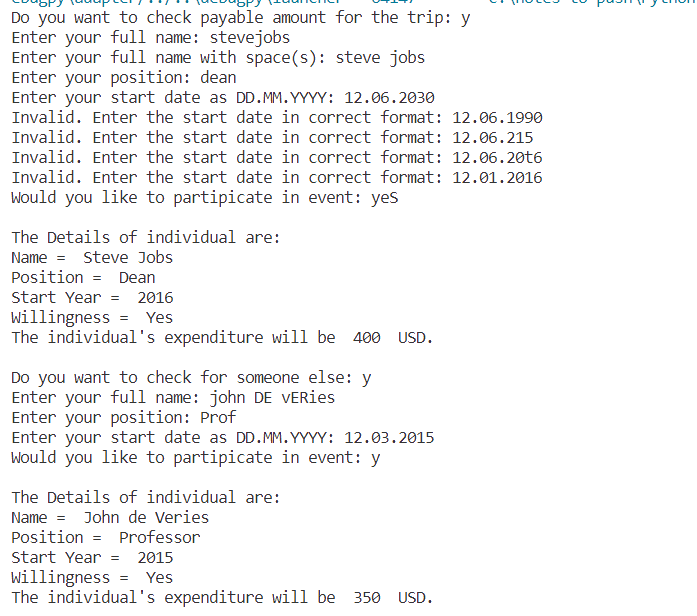 Do you want to check payable amount for the trip: y
Enter your full name: stevejobs
Enter your full name with space(s): steve jobs
Enter your position: dean
Enter your start date as DD.MM.YYYY: 12.06.2030
Invalid. Enter the start date in correct format: 12.06.1990
Invalid. Enter the start date in correct format: 12.06.215
Invalid. Enter the start date in correct format: 12.06.20t6
Invalid. Enter the start date in correct format: 12.01.2016
Would you like to partipicate in event: yeS
The Details of individual are:
Name =  Steve Jobs
Position =  Dean
Start Year =  2016
Willingness =  Yes
The individual's expenditure will be  400  USD.
Do you want to check for someone else: y
Enter your full name: john DE vERies
Enter your position: Prof
Enter your start date as DD.MM.YYYY: 12.03.2015
Would you like to partipicate in event: y
The Details of individual are:
Name =  John de Veries
Position =  Professor
Start Year =  2015
Willingness =  Yes
The individual's expenditure will be  350  USD.